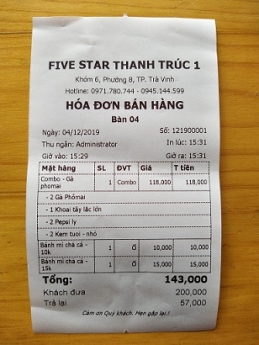 FIVE STAR THANH TRÚC 1
Khóm 6, Phường 8, TP. Trà Vinh
Hotline: 0971.780.744 - 0945.144.599
HÓA ĐƠN BÁN HÀNG
Bàn 04
Ngày: 04/12/2019 Số: 121900001
Thu ngân: Administrator In lúc: 15:31
Giờ vào: 15:29 Giờ ra: 15:31
Mặt hàng SL ĐVT Giá T tiền
Combo - Gà phomai 1 Combo 118,000 118,000
- 2 Gà Phômai
- 1 Khoai tây lắc lớn
- 2 Pepsi ly
- 2 Kem tuoi - nhỏ
Bánh mì chà cá - 10k 1 Ổ 10,000 10,000
Bánh mì chà cá - 15k 1 Ổ 15,000 15,000
Tổng: 143,000
Khách đưa 200,000
Trả lại 57,000
Cám ơn Quý khách. Hẹn gặp lại!